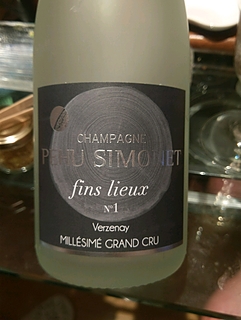 CHAMPAGNE
PEHU SIMONET
fins lieux
N°1
Verzenay
MILLÉSIMÉ GRAND CRU